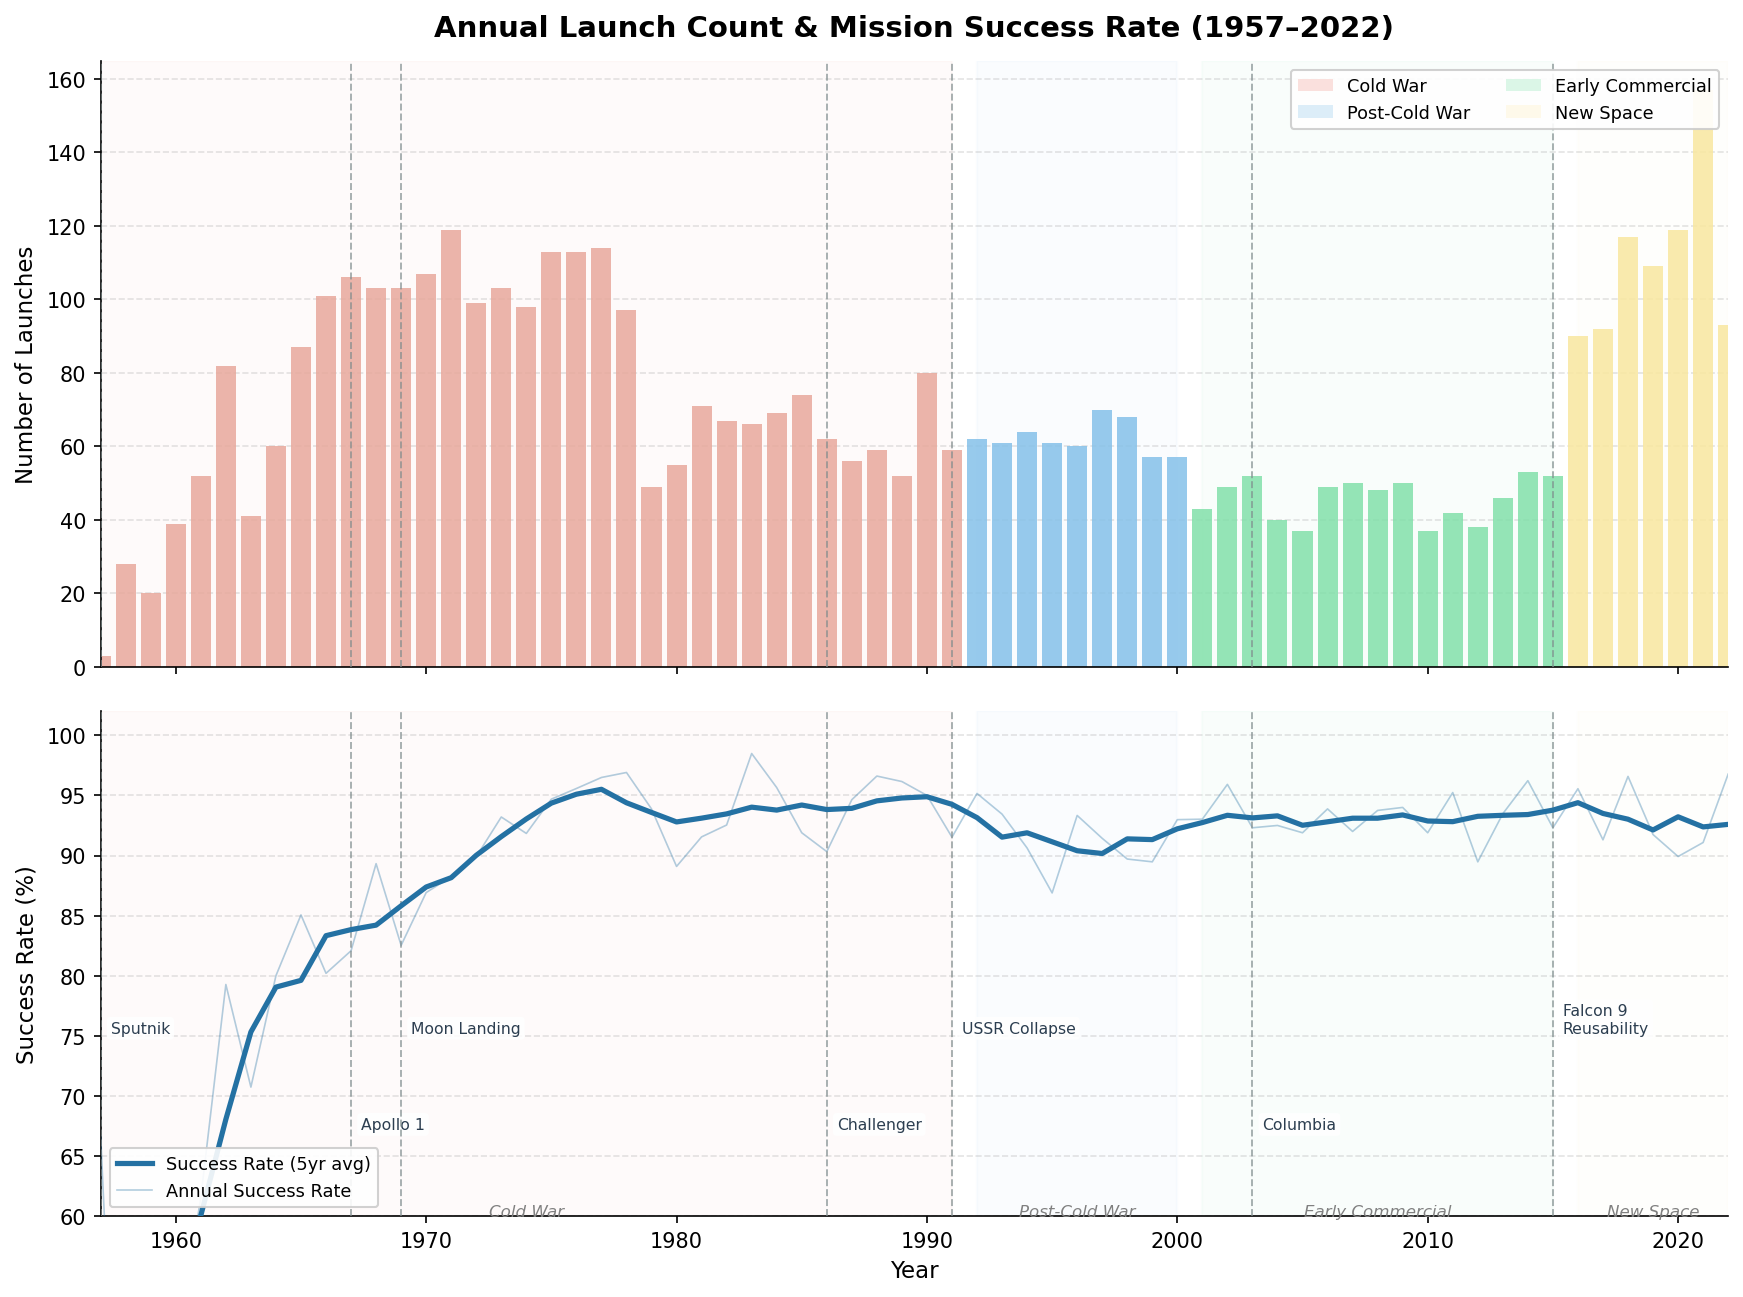 Annual Launch Count & Mission Success Rate (1957–2022)
Number of Launches
160
140
120
100
80
60
40
20
0
Cold War
Post-Cold War
Early Commercial
New Space
Success Rate (%)
100
95
90
85
80
75
70
65
60
Sputnik
Moon Landing
USSR Collapse
Falcon 9
Reusability
Apollo 1
Challenger
Columbia
Success Rate (5yr avg)
Annual Success Rate
Cold War
Post-Cold War
Early Commercial
New Space
1960
1970
1980
1990
2000
2010
2020
Year